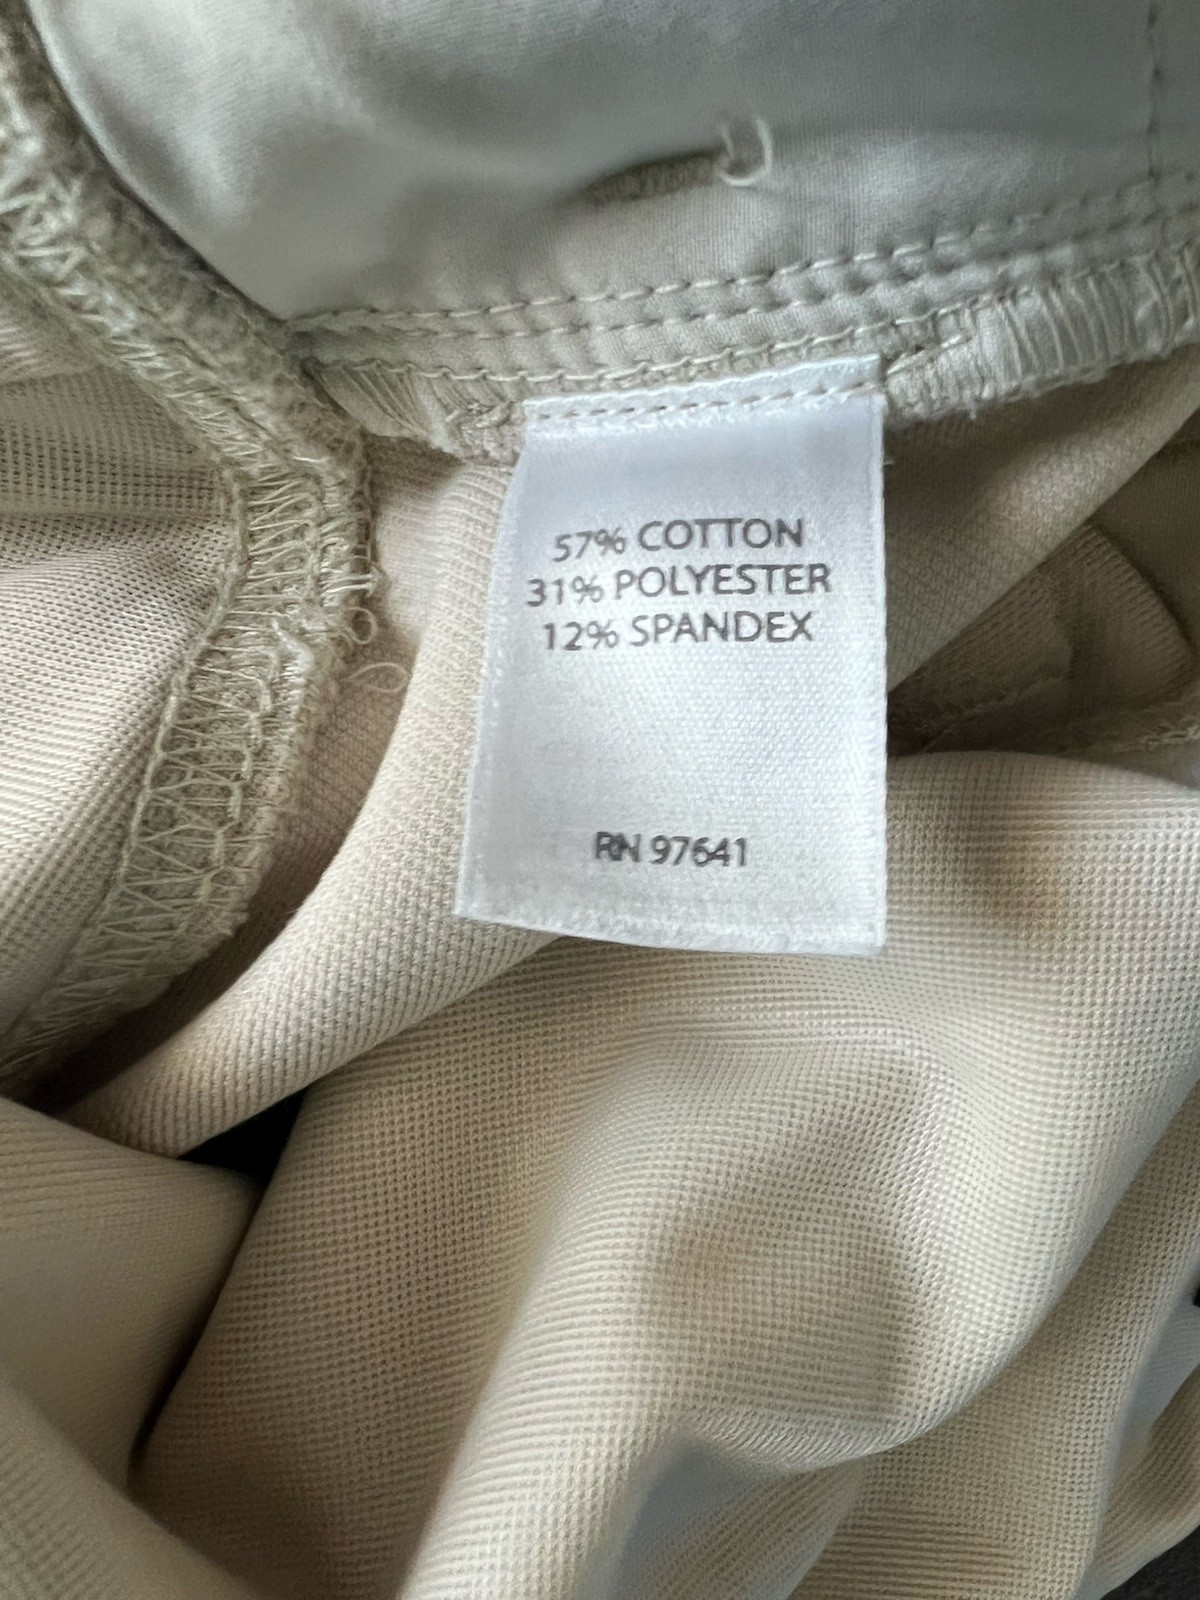 57% COTTON
31% POLYESTER
12% SPANDEX
RN 97641